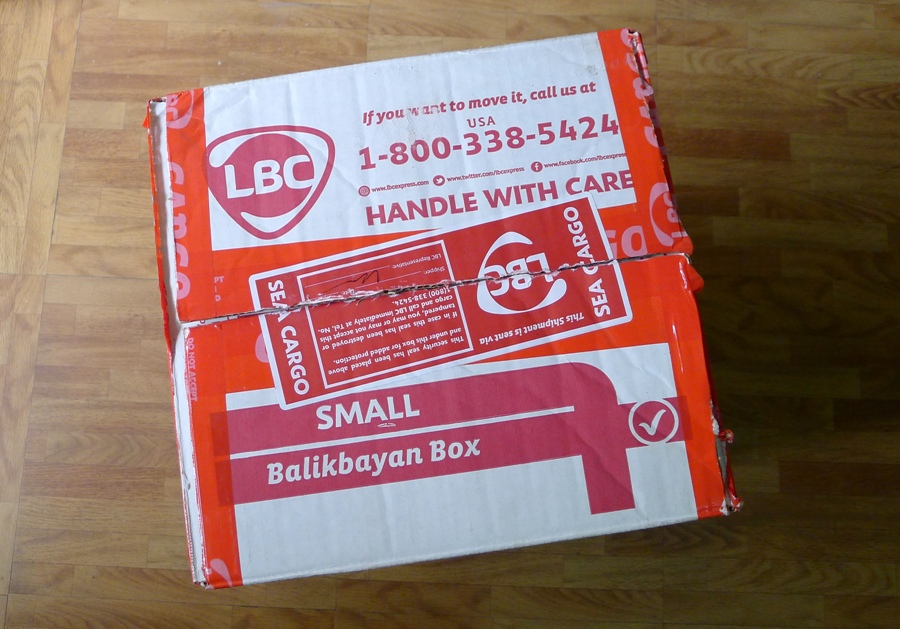 If you want to move it, call us at
USA
1-800-338-5424
www.lbcexpress.com www.twitter.com/lbcexpress www.facebook.com/lbcexpress
HANDLE WITH CARE
LBC
SEA CARGO
This shipment is sent via
LBC
SEA CARGO
This security seal has been placed above
and under this box for added protection.
If in case this seal has been destroyed or
tampered, you may or may not accept this
cargo and call LBC immediately at Tel. No.
(800) 338-5424.
Shipper:
LBC Representative
SMALL
Balikbayan Box
DO NOT ACCEPT
CARGO